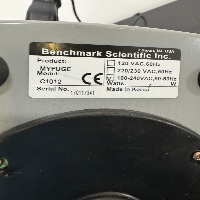 Benchmark Scientific Inc.
Product: 120 VAC,60Hz
MYFUGE 220/230 VAC,50Hz
Model: CE 100-240VAC,50-60Hz
C1012 Watts: W
Serial No. Made in Korea